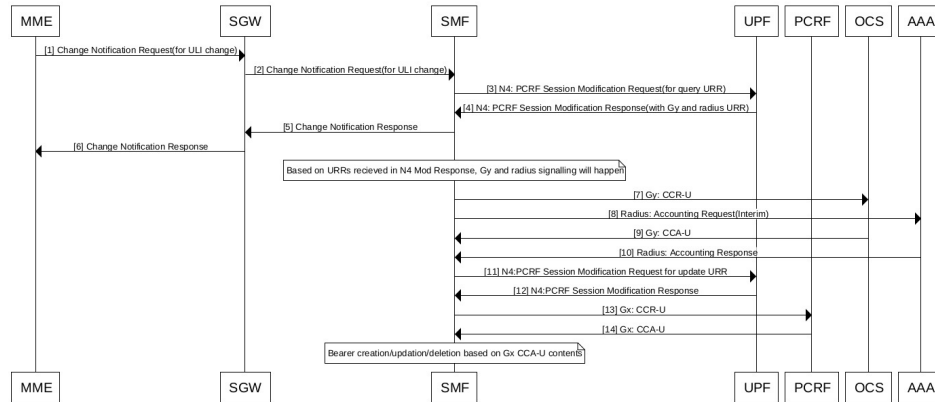 MME SGW SMF UPF PCRF OCS AAA
[1] Change Notification Request(for ULI change)
[2] Change Notification Request(for ULI change)
[3] N4: PCRF Session Modification Request(for query URR)
[4] N4: PCRF Session Modification Response(with Gy and radius URR)
[5] Change Notification Response
[6] Change Notification Response
Based on URRs recieved in N4 Mod Response, Gy and radius signalling will happen
[7] Gy: CCR-U
[8] Radius: Accounting Request(Interim)
[9] Gy: CCA-U
[10] Radius: Accounting Response
[11] N4:PCRF Session Modification Request for update URR
[12] N4:PCRF Session Modification Response
[13] Gx: CCR-U
[14] Gx: CCA-U
Bearer creation/updation/deletion based on Gx CCA-U contents
MME SGW SMF UPF PCRF OCS AAA